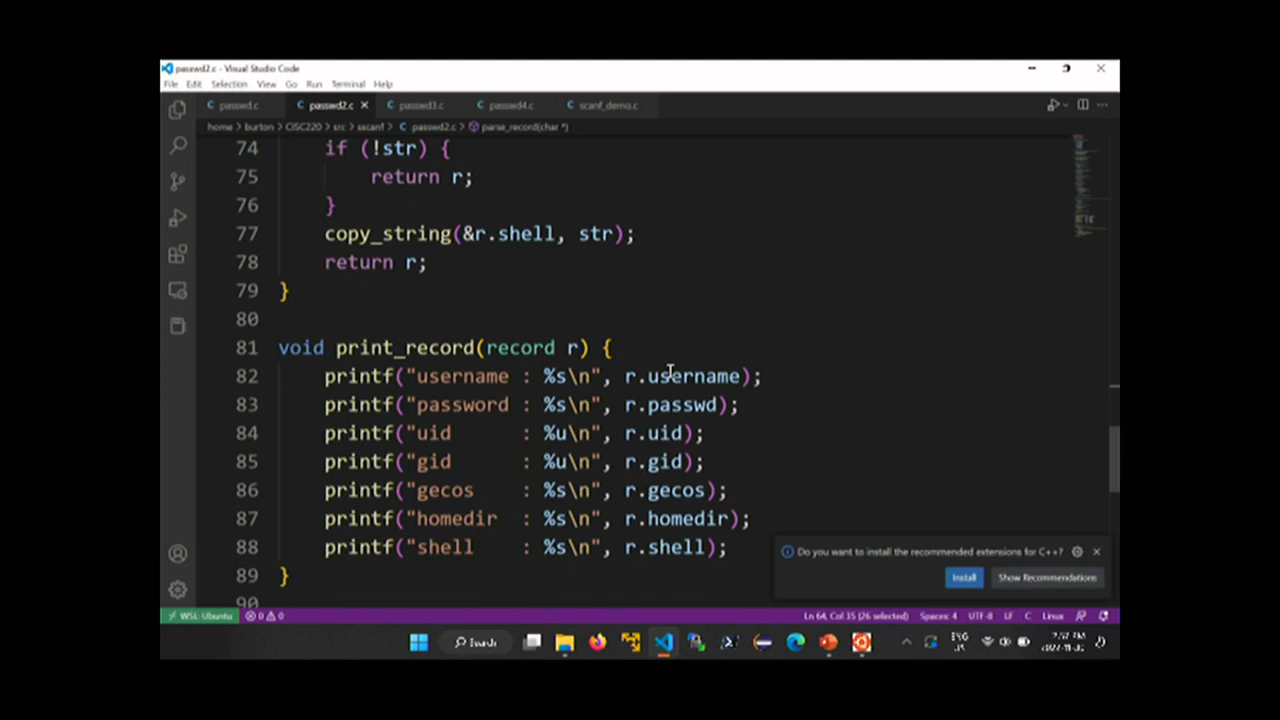 passwd2.c - Visual Studio Code
File Edit Selection View Go Run Terminal Help
passwd.c passwd2.c passwd3.c passwd4.c scanf_demo.c
home > burton > CISC220 > src > sscanf > C passwd2.c > parse_record(char *)
74 if (!str) {
75 return r;
76 }
77 copy_string(&r.shell, str);
78 return r;
79 }
80
81 void print_record(record r) {
82 printf("username : %s\n", r.username);
83 printf("password : %s\n", r.passwd);
84 printf("uid      : %u\n", r.uid);
85 printf("gid      : %u\n", r.gid);
86 printf("gecos    : %s\n", r.gecos);
87 printf("homedir  : %s\n", r.homedir);
88 printf("shell    : %s\n", r.shell);
89 }
90
Do you want to install the recommended extensions for C++?
Install Show Recommendations
WSL: Ubuntu 0 0 Ln 64, Col 35 (26 selected) Spaces: 4 UTF-8 LF C Linux
Search ENG